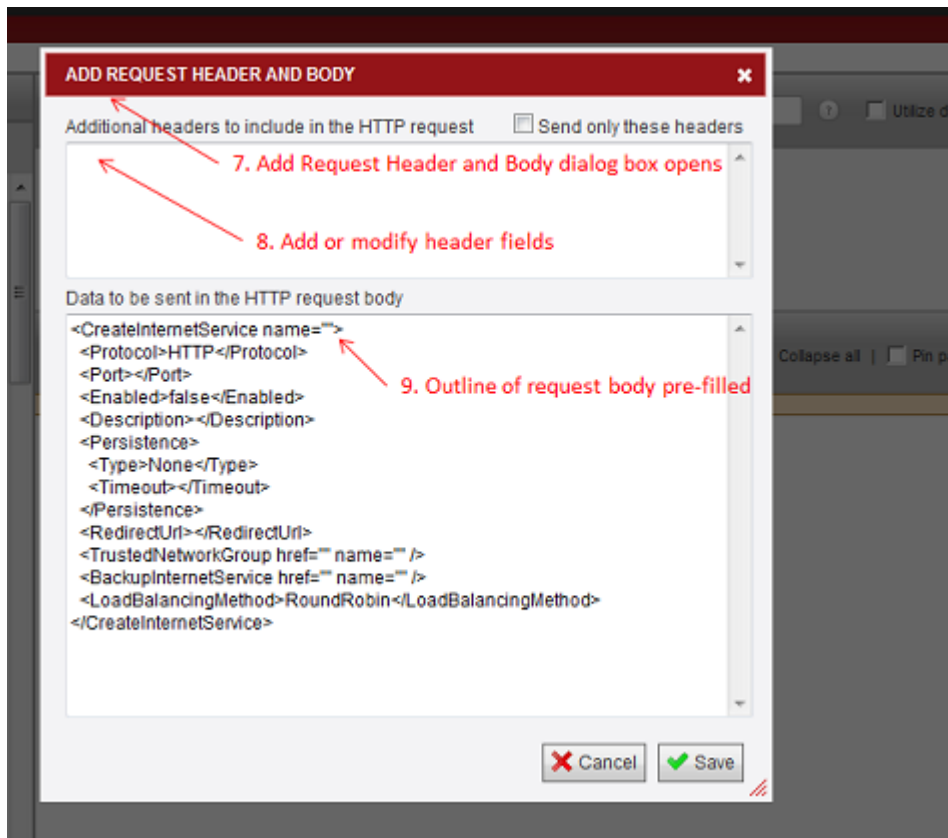 ADD REQUEST HEADER AND BODY
Additional headers to include in the HTTP request Send only these headers
Utilize d
7. Add Request Header and Body dialog box opens
8. Add or modify header fields
Data to be sent in the HTTP request body
<CreateInternetService name="">
<Protocol>HTTP</Protocol>
<Port></Port>
Collapse all | Pin p
<Enabled>false</Enabled>
9. Outline of request body pre-filled
<Description></Description>
<Persistence>
<Type>None</Type>
<Timeout></Timeout>
</Persistence>
<RedirectUrl></RedirectUrl>
<TrustedNetworkGroup href="" name="" />
<BackupInternetService href="" name="" />
<LoadBalancingMethod>RoundRobin</LoadBalancingMethod>
</CreateInternetService>
Cancel Save